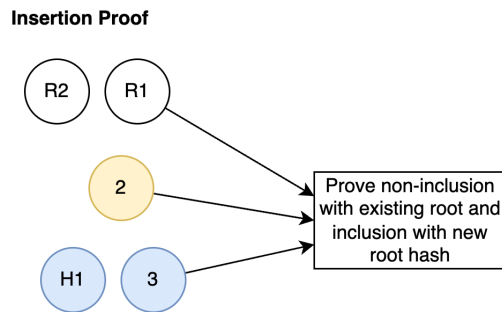 Insertion Proof
R2 R1
2
Prove non-inclusion
with existing root and
inclusion with new
root hash
H1 3